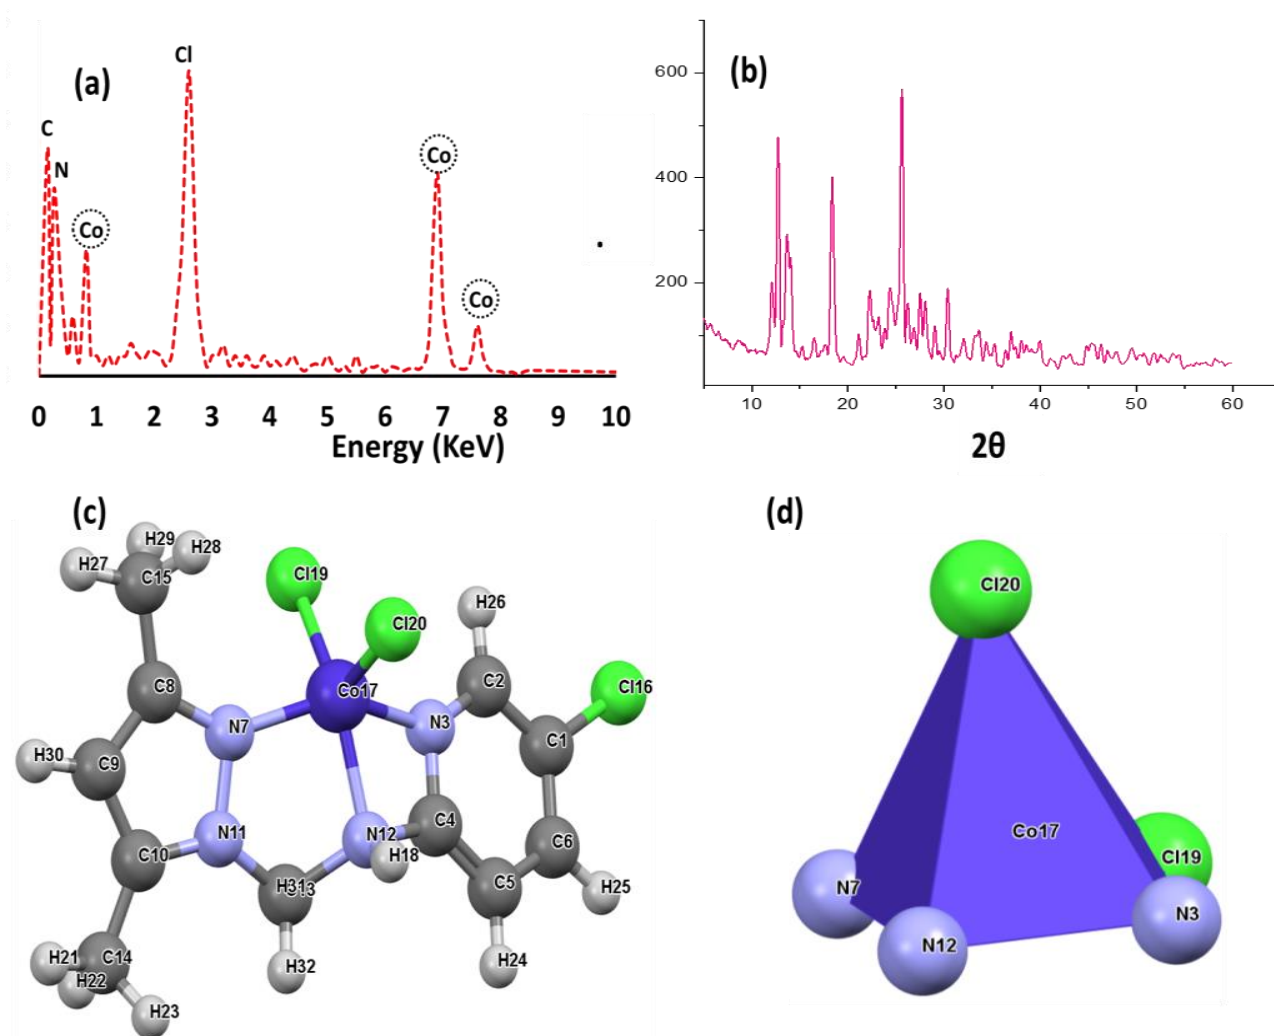 (a)
Cl
C
N
Co
Co
Co
0 1 2 3 4 5 6 7 8 9 10
Energy (KeV)
(b)
600
400
200
10 20 30 40 50 60
2θ
(c)
H29
H28
H27
C15
Cl19
H26
Cl20
C2
Cl16
C8
Co17
N7
N3
C1
H30
C9
N11
C4
N12
C10
C6
H18
H31
C5
H25
H21
C14
H32
H24
H22
H23
(d)
Cl20
Co17
Cl19
N7
N3
N12